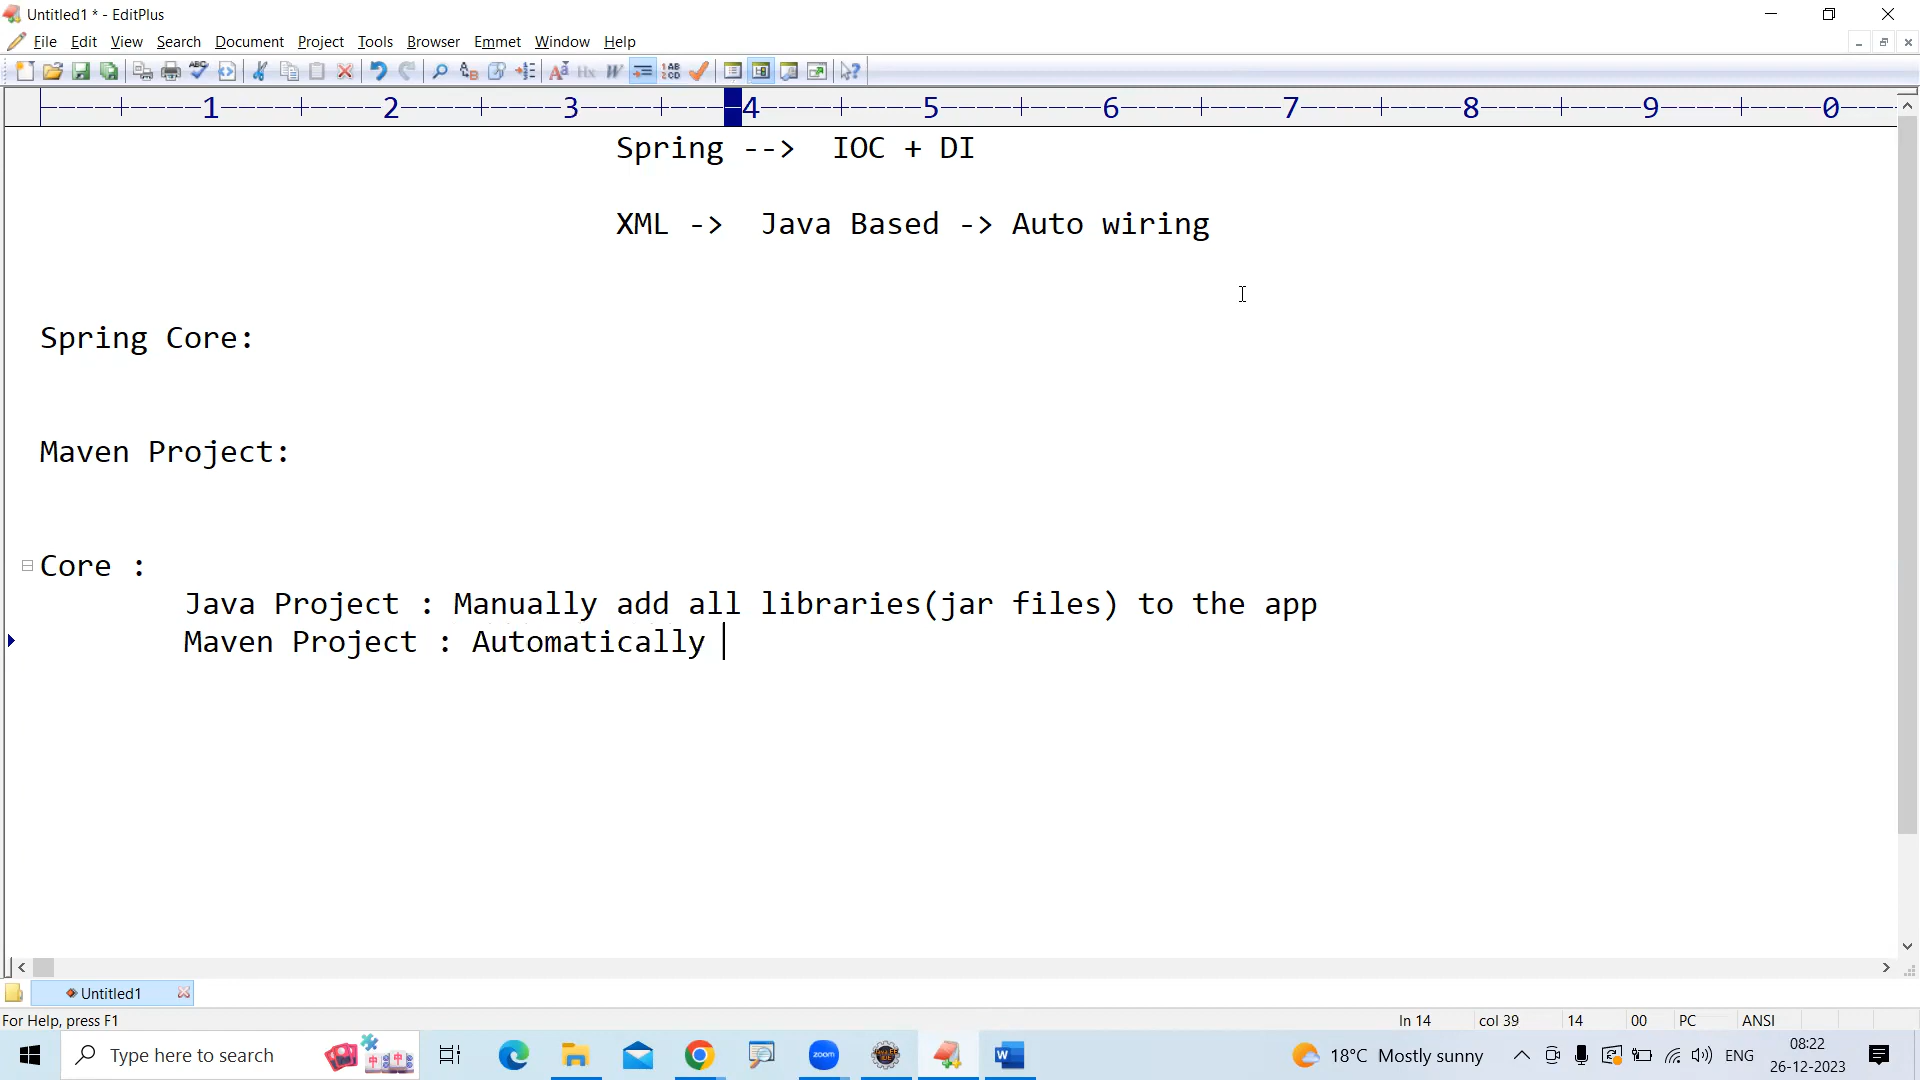 Untitled1 * - EditPlus
File Edit View Search Document Project Tools Browser Emmet Window Help
1 2 3 4 5 6 7 8 9 0
Spring --> IOC + DI
XML -> Java Based -> Auto wiring
Spring Core:
Maven Project:
Core :
Java Project : Manually add all libraries(jar files) to the app
Maven Project : Automatically
Untitled1
For Help, press F1 ln 14 col 39 14 00 PC ANSI
Type here to search zoom 18°C Mostly sunny ENG 08:22
26-12-2023